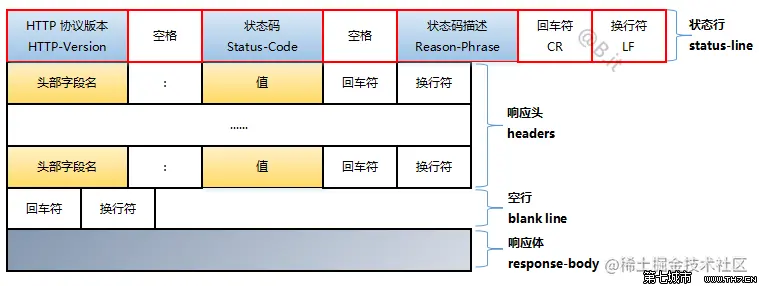 HTTP 协议版本
HTTP-Version
空格
状态码
Status-Code
空格
状态码描述
Reason-Phrase
回车符
CR
换行符
LF
状态行
status-line
@B.it
头部字段名
:
值
回车符
换行符
......
响应头
headers
头部字段名
:
值
回车符
换行符
回车符
换行符
空行
blank line
响应体
response-body
@稀土掘金技术社区
第七城市 www.TH7.CN